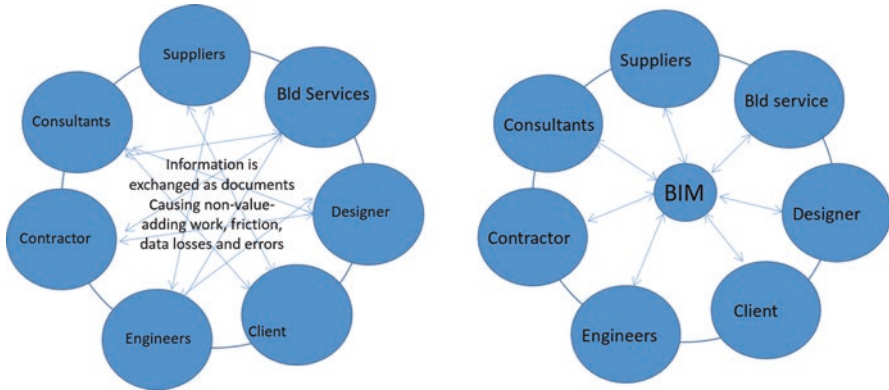 Suppliers
Bld Services
Consultants
Information is
exchanged as documents
Causing non-value-
adding work, friction,
data losses and errors
Designer
Contractor
Engineers
Client
Suppliers
Bld service
Consultants
BIM
Designer
Contractor
Client
Engineers